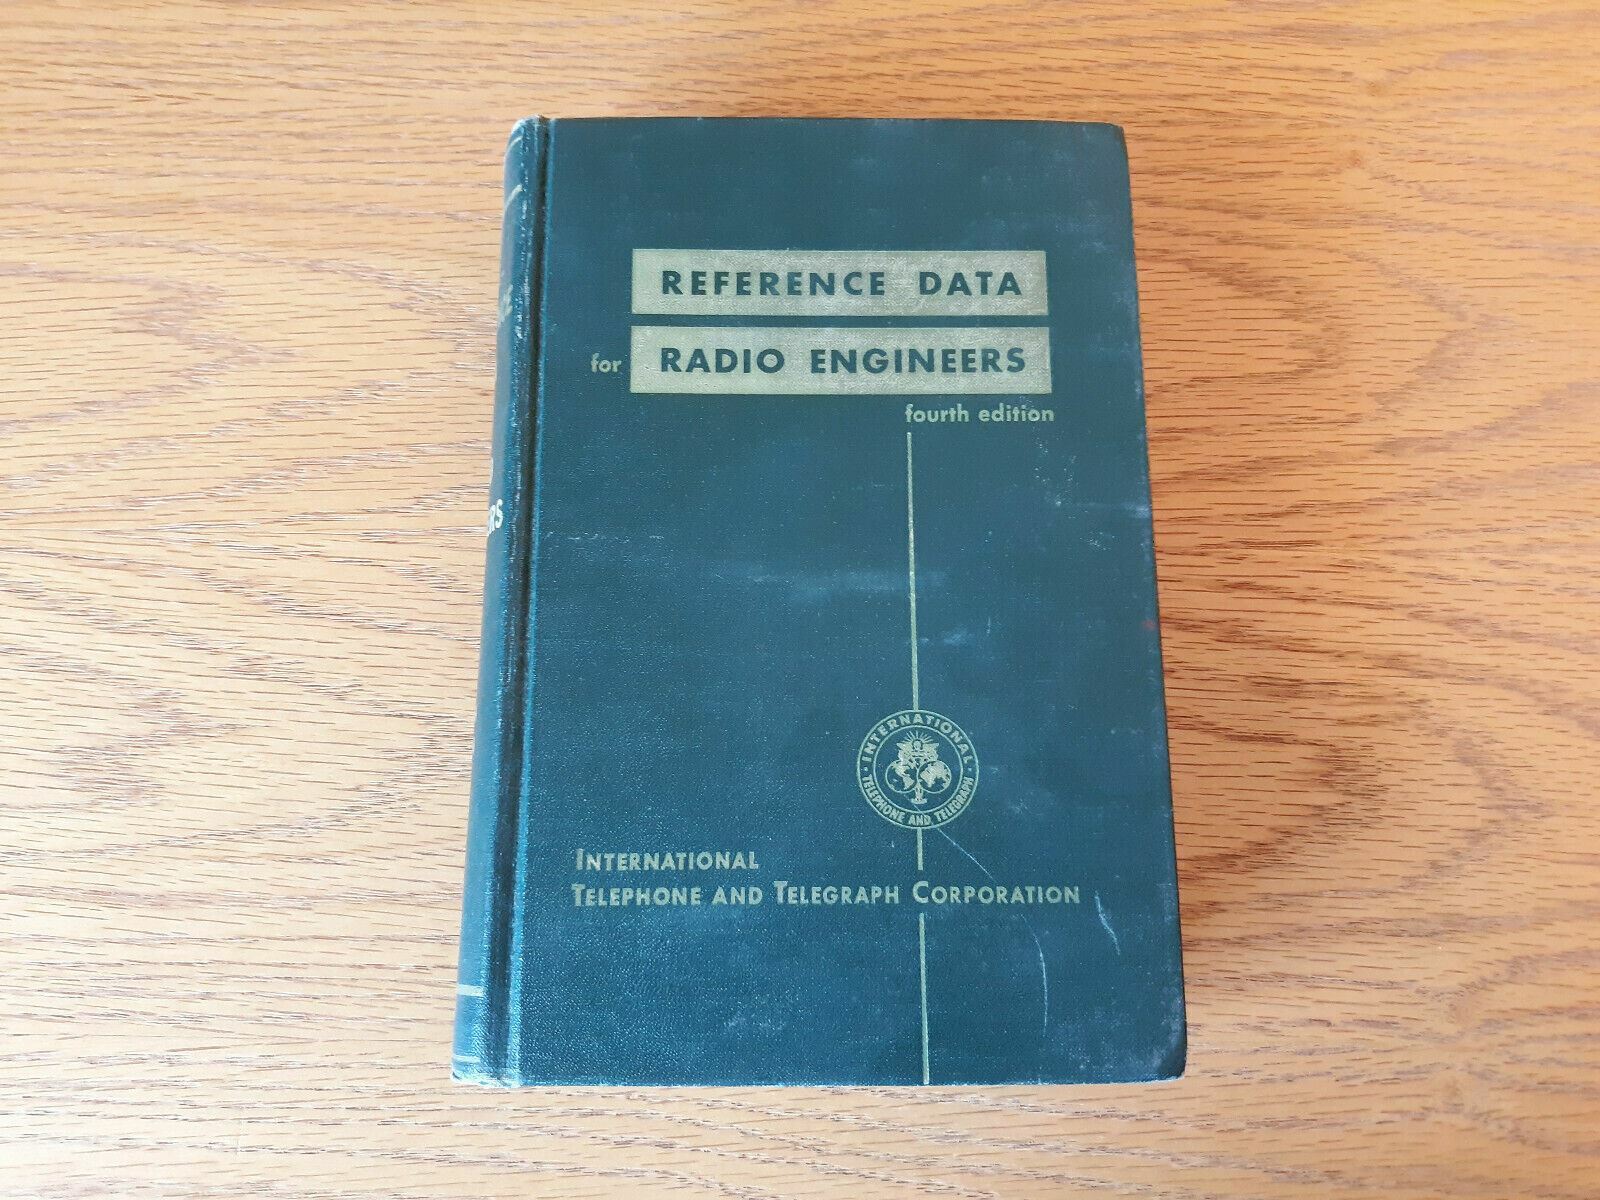 REFERENCE DATA
for RADIO ENGINEERS
fourth edition
INTERNATIONAL
TELEPHONE AND TELEGRAPH
INTERNATIONAL
TELEPHONE AND TELEGRAPH CORPORATION